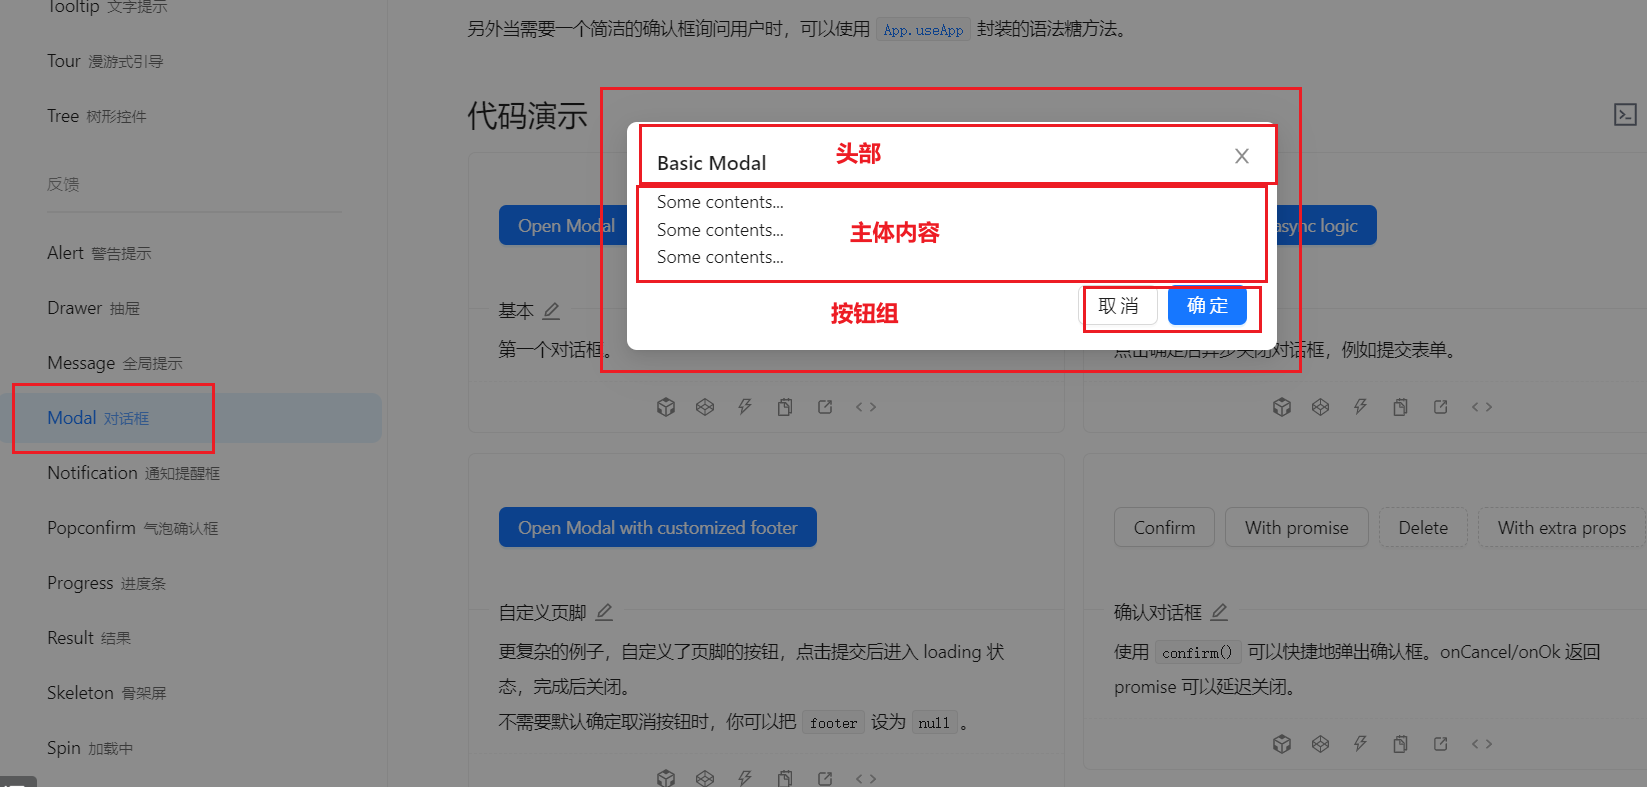 Tooltip 文字提示
Tour 漫游式引导
Tree 树形控件
反馈
Alert 警告提示
Drawer 抽屉
Message 全局提示
Modal 对话框
Notification 通知提醒框
Popconfirm 气泡确认框
Progress 进度条
Result 结果
Skeleton 骨架屏
Spin 加载中
另外当需要一个简洁的确认框询问用户时，可以使用 App.useApp 封装的语法糖方法。
代码演示
Basic Modal
头部
Some contents...
Some contents...
Some contents...
主体内容
按钮组
取 消
确 定
Open Modal
async logic
基本
第一个对话框。
点击确定后异步关闭对话框，例如提交表单。
Open Modal with customized footer
自定义页脚
更复杂的例子，自定义了页脚的按钮，点击提交后进入 loading 状
态，完成后关闭。
不需要默认确定取消按钮时，你可以把 footer 设为 null 。
Confirm
With promise
Delete
With extra props
确认对话框
使用 confirm() 可以快捷地弹出确认框。onCancel/onOk 返回
promise 可以延迟关闭。